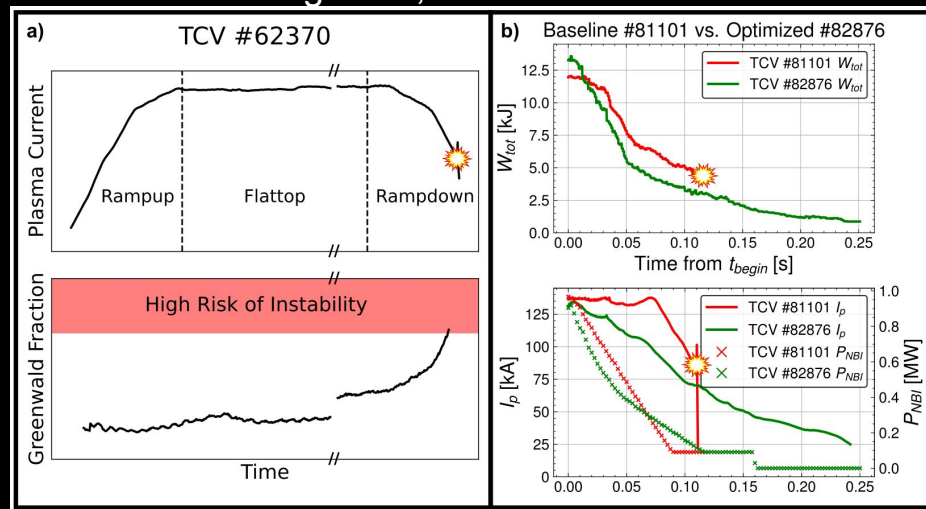 a)
TCV #62370
Plasma Current
Rampup
Flattop
Rampdown
//
//
Greenwald Fraction
High Risk of Instability
//
//
Time
b)
Baseline #81101 vs. Optimized #82876
W_tot [kJ]
12.5
10.0
7.5
5.0
2.5
0.0
TCV #81101 W_tot
TCV #82876 W_tot
0.00 0.05 0.10 0.15 0.20 0.25
Time from t_begin [s]
I_p [kA]
125
100
75
50
25
0
TCV #81101 I_p
TCV #82876 I_p
TCV #81101 P_NBI
TCV #82876 P_NBI
1.0
0.8
0.6
0.4
0.2
0.0
P_NBI [MW]
0.00 0.05 0.10 0.15 0.20 0.25